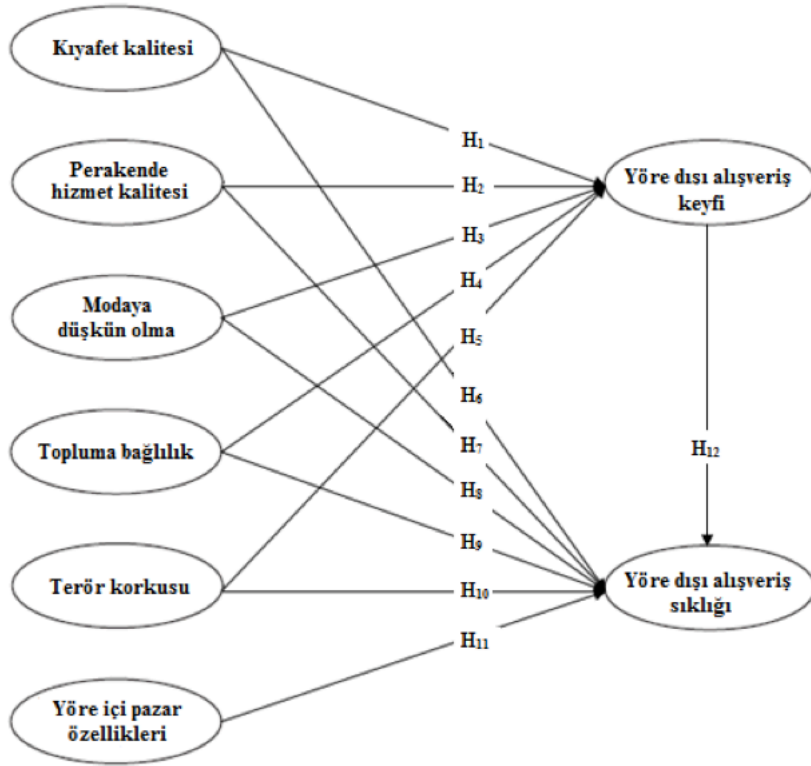 Kıyafet kalitesi
Perakende
hizmet kalitesi
Modaya
düşkün olma
Topluma bağlılık
Terör korkusu
Yöre içi pazar
özellikleri
H₁
H₂
H₃
H₄
H₅
H₆
H₇
H₈
H₉
H₁₀
H₁₁
Yöre dışı alışveriş
keyfi
H₁₂
Yöre dışı alışveriş
sıklığı